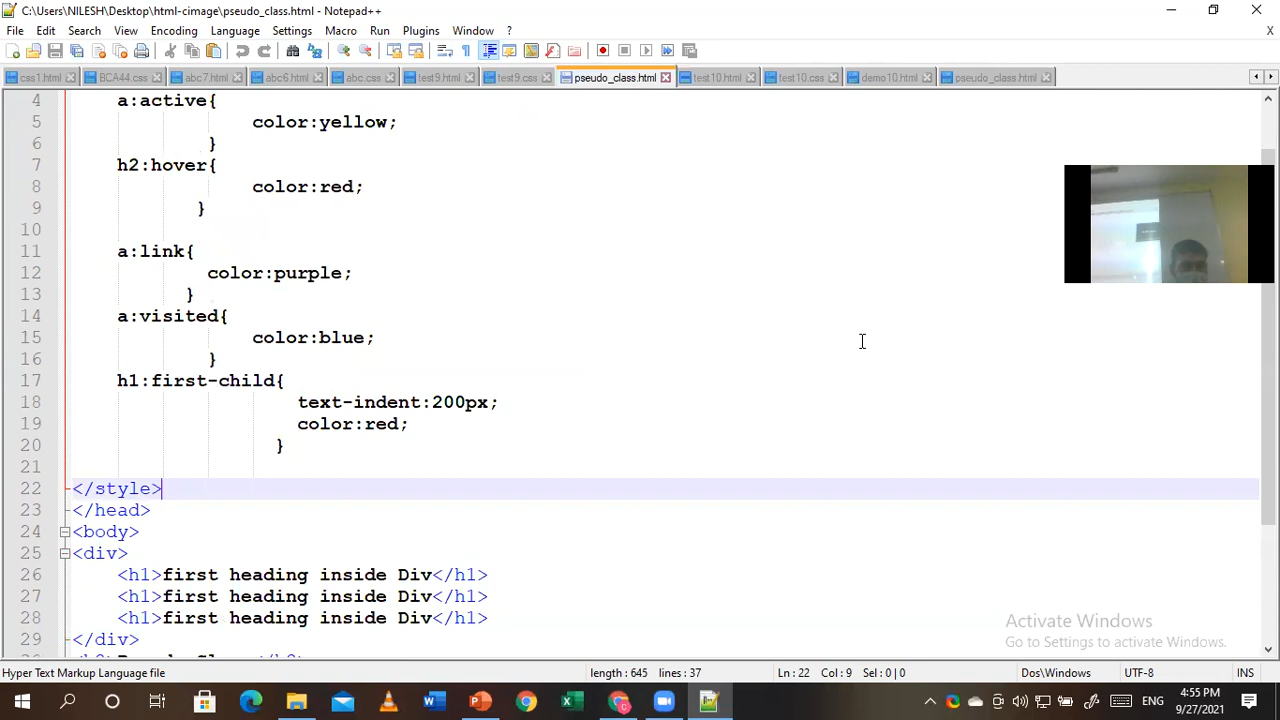 C:\Users\NILESH\Desktop\html-cimage\pseudo_class.html - Notepad++
File Edit Search View Encoding Language Settings Macro Run Plugins Window ?
css1.html BCA44.css abc7.html abc6.html abc.css test9.html test9.css pseudo_class.html test10.html test10.css demo10.html pseudo_class.html
4 a:active{
5 color:yellow;
6 }
7 h2:hover{
8 color:red;
9 }
10
11 a:link{
12 color:purple;
13 }
14 a:visited{
15 color:blue;
16 }
17 h1:first-child{
18 text-indent:200px;
19 color:red;
20 }
21
22 </style>
23 </head>
24 <body>
25 <div>
26 <h1>first heading inside Div</h1>
27 <h1>first heading inside Div</h1>
28 <h1>first heading inside Div</h1>
29 </div>
Activate Windows
Go to Settings to activate Windows.
Hyper Text Markup Language file length : 645 lines : 37 Ln : 22 Col : 9 Sel : 0 | 0 Dos\Windows UTF-8 INS
ENG
4:55 PM
9/27/2021